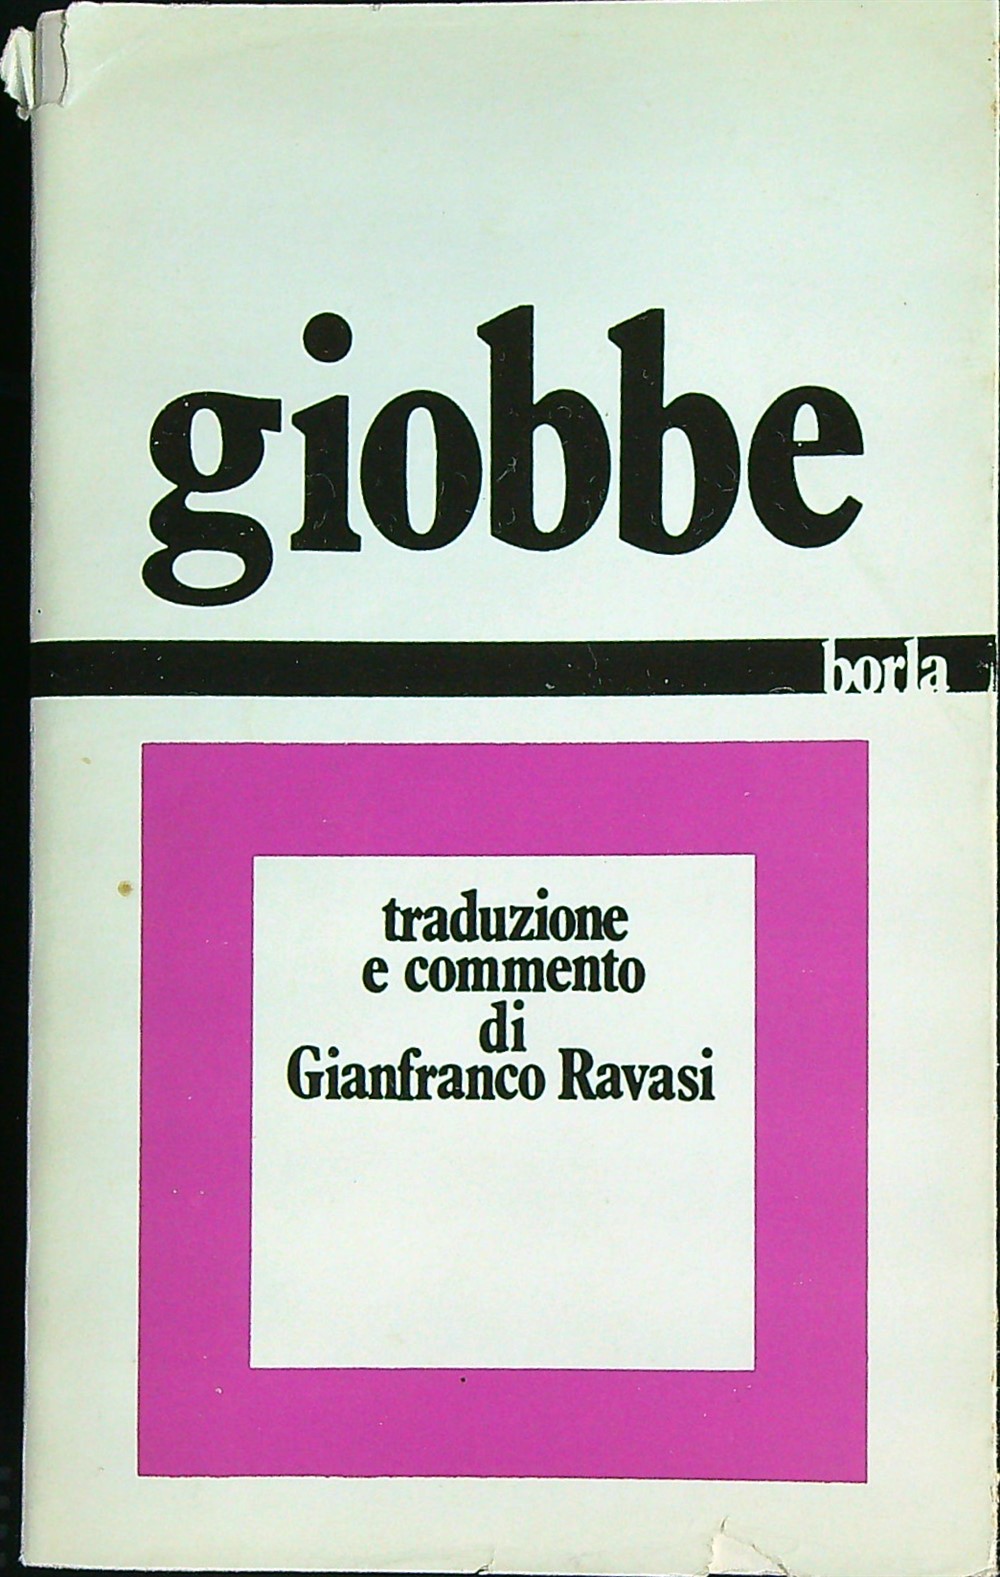 giobbe
borla
traduzione
e commento
di
Gianfranco Ravasi